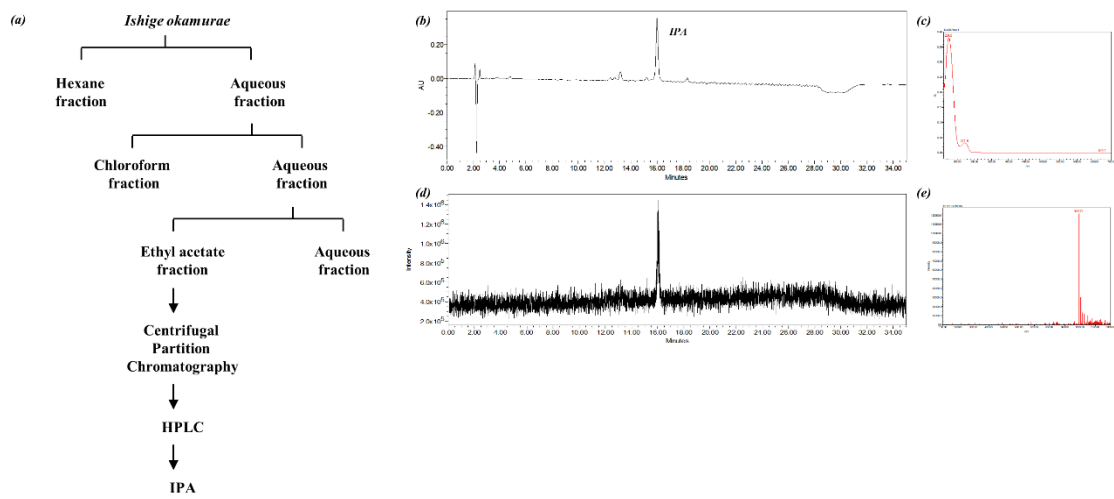 (a)
Ishige okamurae
Hexane
fraction
Aqueous
fraction
Chloroform
fraction
Aqueous
fraction
Ethyl acetate
fraction
Aqueous
fraction
Centrifugal
Partition
Chromatography
HPLC
IPA
(b)
IPA
AU
0.20
0.00
-0.20
-0.40
0.00 2.00 4.00 6.00 8.00 10.00 12.00 14.00 16.00 18.00 20.00 22.00 24.00 26.00 28.00 30.00 32.00 34.00
Minutes
(c)
(d)
Intensity
1.4x10⁶
1.2x10⁶
1.0x10⁶
8.0x10⁵
6.0x10⁵
4.0x10⁵
2.0x10⁵
0.00 2.00 4.00 6.00 8.00 10.00 12.00 14.00 16.00 18.00 20.00 22.00 24.00 26.00 28.00 30.00 32.00 34.00
Minutes
(e)